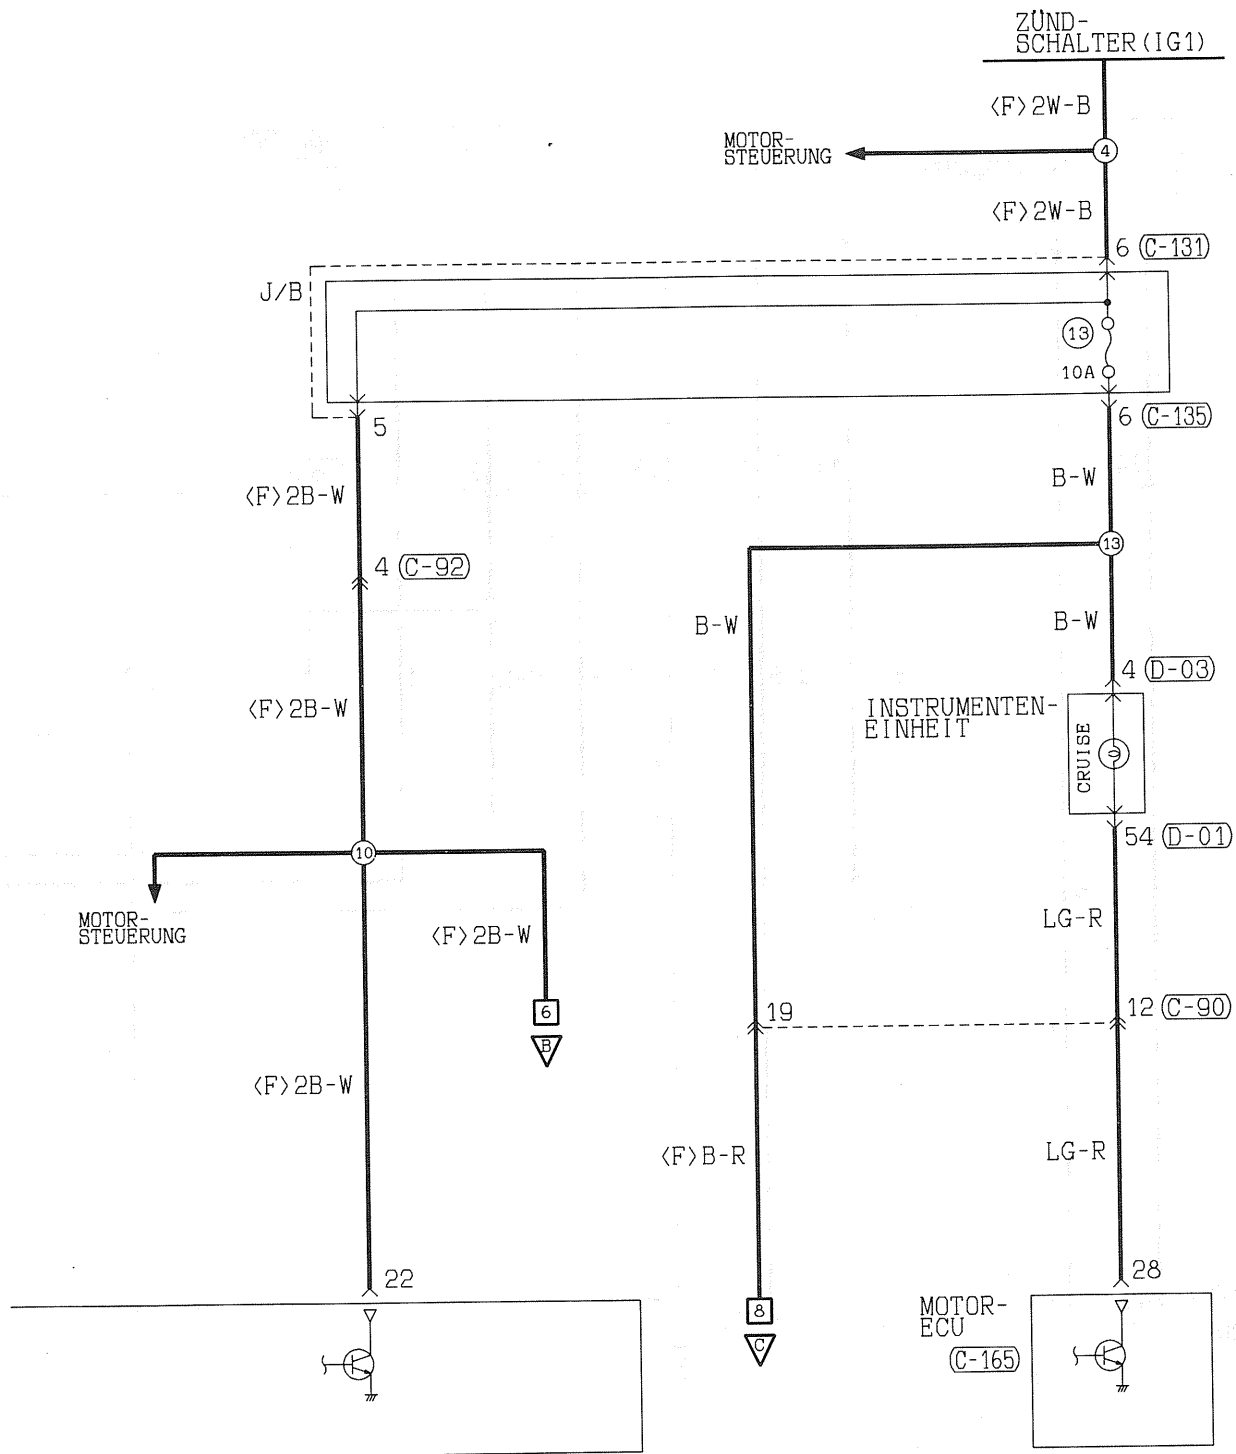 ZÜND-
SCHALTER(IG1)
<F>2W-B
MOTOR-
STEUERUNG
4
<F>2W-B
6 C-131
J/B
13
10A
5
6 C-135
<F>2B-W
B-W
4 C-92
13
B-W
B-W
4 D-03
<F>2B-W
INSTRUMENTEN-
EINHEIT
CRUISE
54 D-01
10
MOTOR-
STEUERUNG
<F>2B-W
LG-R
6
19
12 C-90
B
<F>2B-W
<F>B-R
LG-R
22
28
8
MOTOR-
ECU
C
C-165